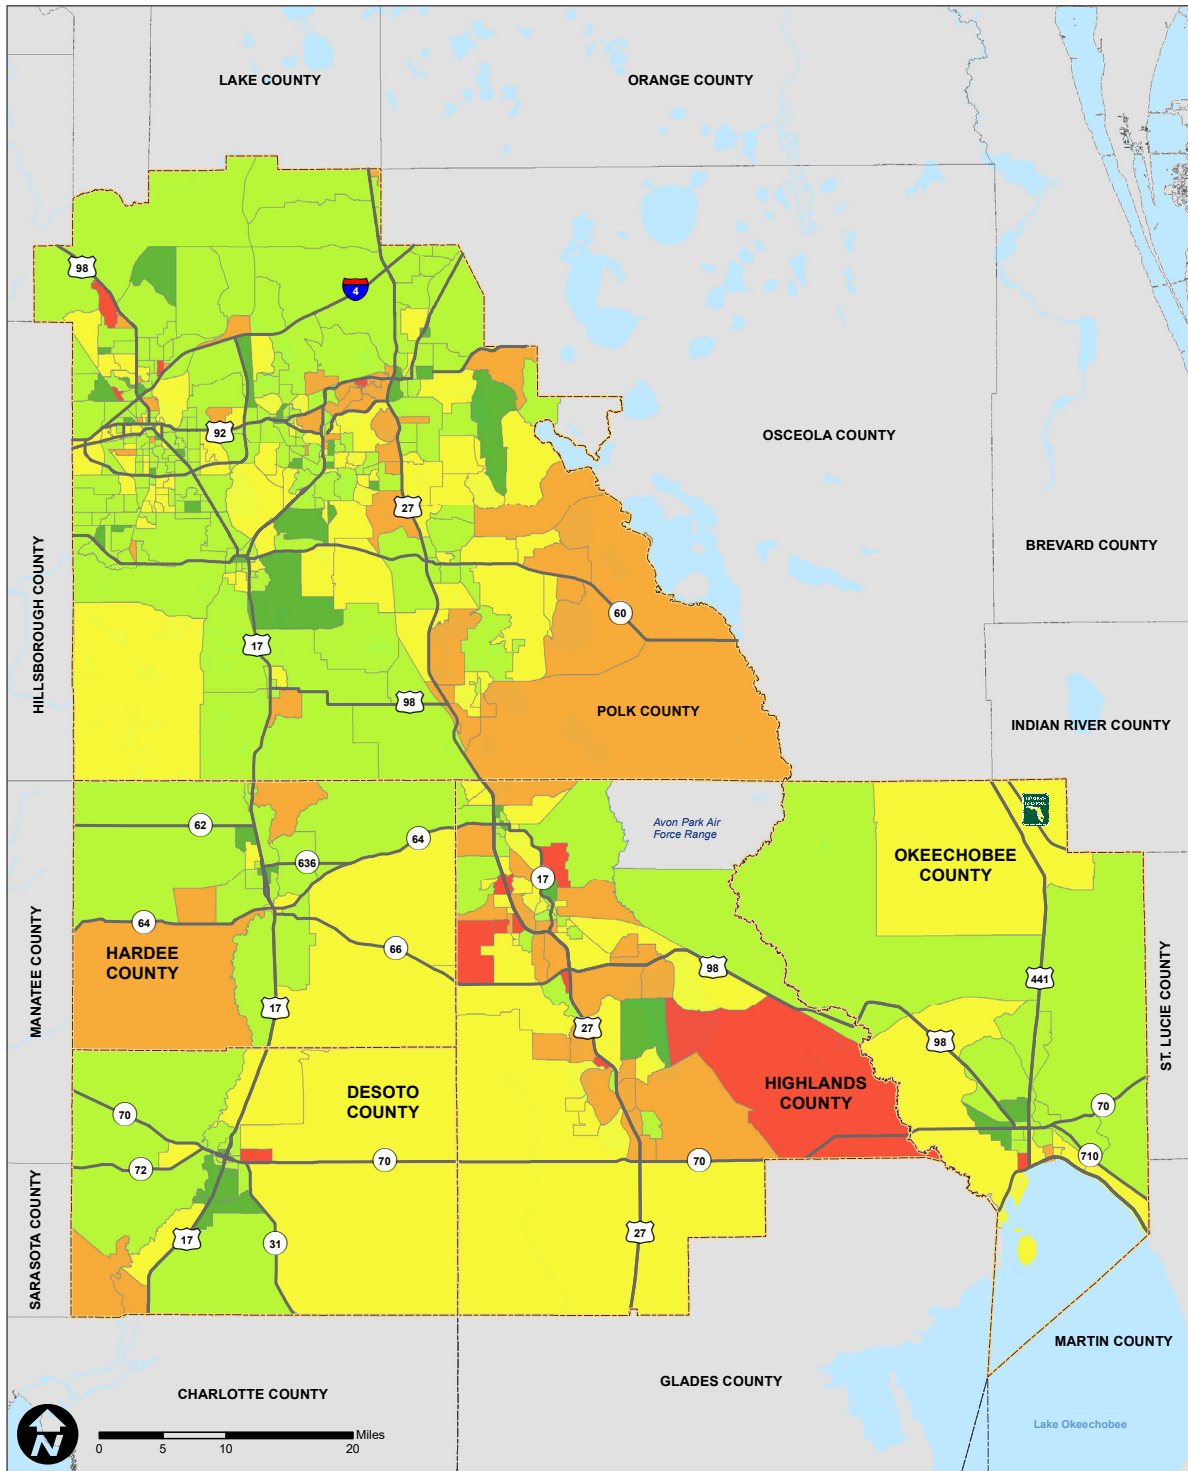 LAKE COUNTY
ORANGE COUNTY
98
4
92
OSCEOLA COUNTY
27
BREVARD COUNTY
HILLSBOROUGH COUNTY
60
17
98
POLK COUNTY
INDIAN RIVER COUNTY
62
64
636
Avon Park Air
Force Range
OKEECHOBEE
COUNTY
17
64
MANATEE COUNTY
HARDEE
COUNTY
66
98
441
ST. LUCIE COUNTY
17
27
98
DESOTO
COUNTY
HIGHLANDS
COUNTY
70
70
72
70
70
710
SARASOTA COUNTY
17
31
27
MARTIN COUNTY
CHARLOTTE COUNTY
GLADES COUNTY
Lake Okeechobee
N
Miles
0 5 10 20